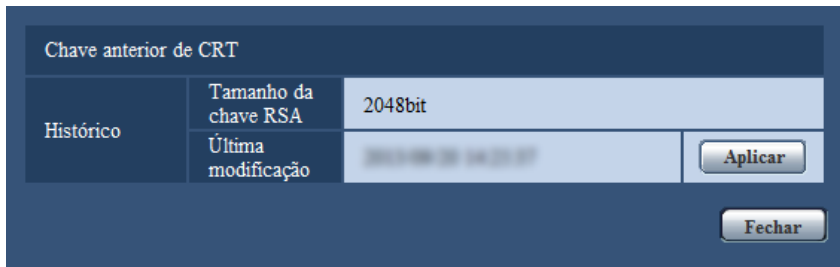 Chave anterior de CRT
Histórico
Tamanho da
chave RSA
2048bit
Última
modificação
Aplicar
Fechar